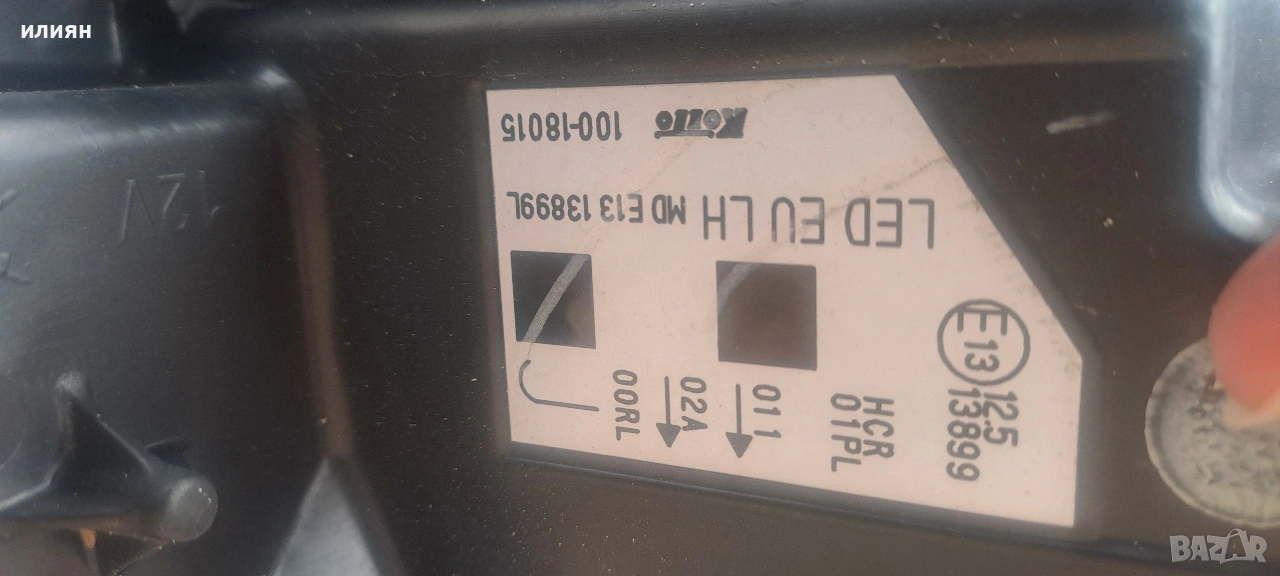 илиян
12V
Koito 100-18015
LED EU LH MD E13 13899L
E13
12.5
13899
HCR
01PL
011
02A
00RL
BAZAR